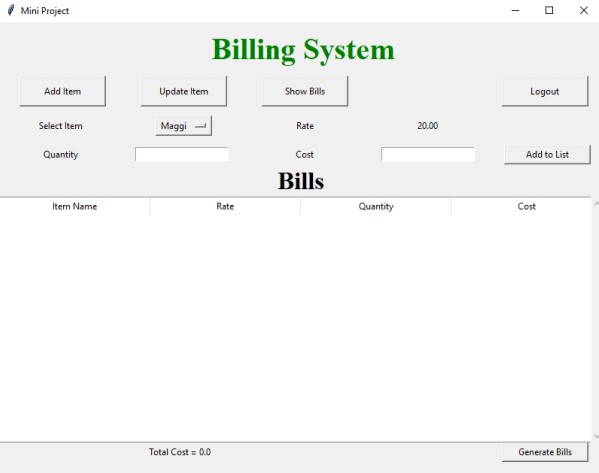 Mini Project
Billing System
Add Item Update Item Show Bills Logout
Select Item Maggi Rate 20.00
Quantity Cost Add to List
Bills
Item Name Rate Quantity Cost
Total Cost = 0.0 Generate Bills